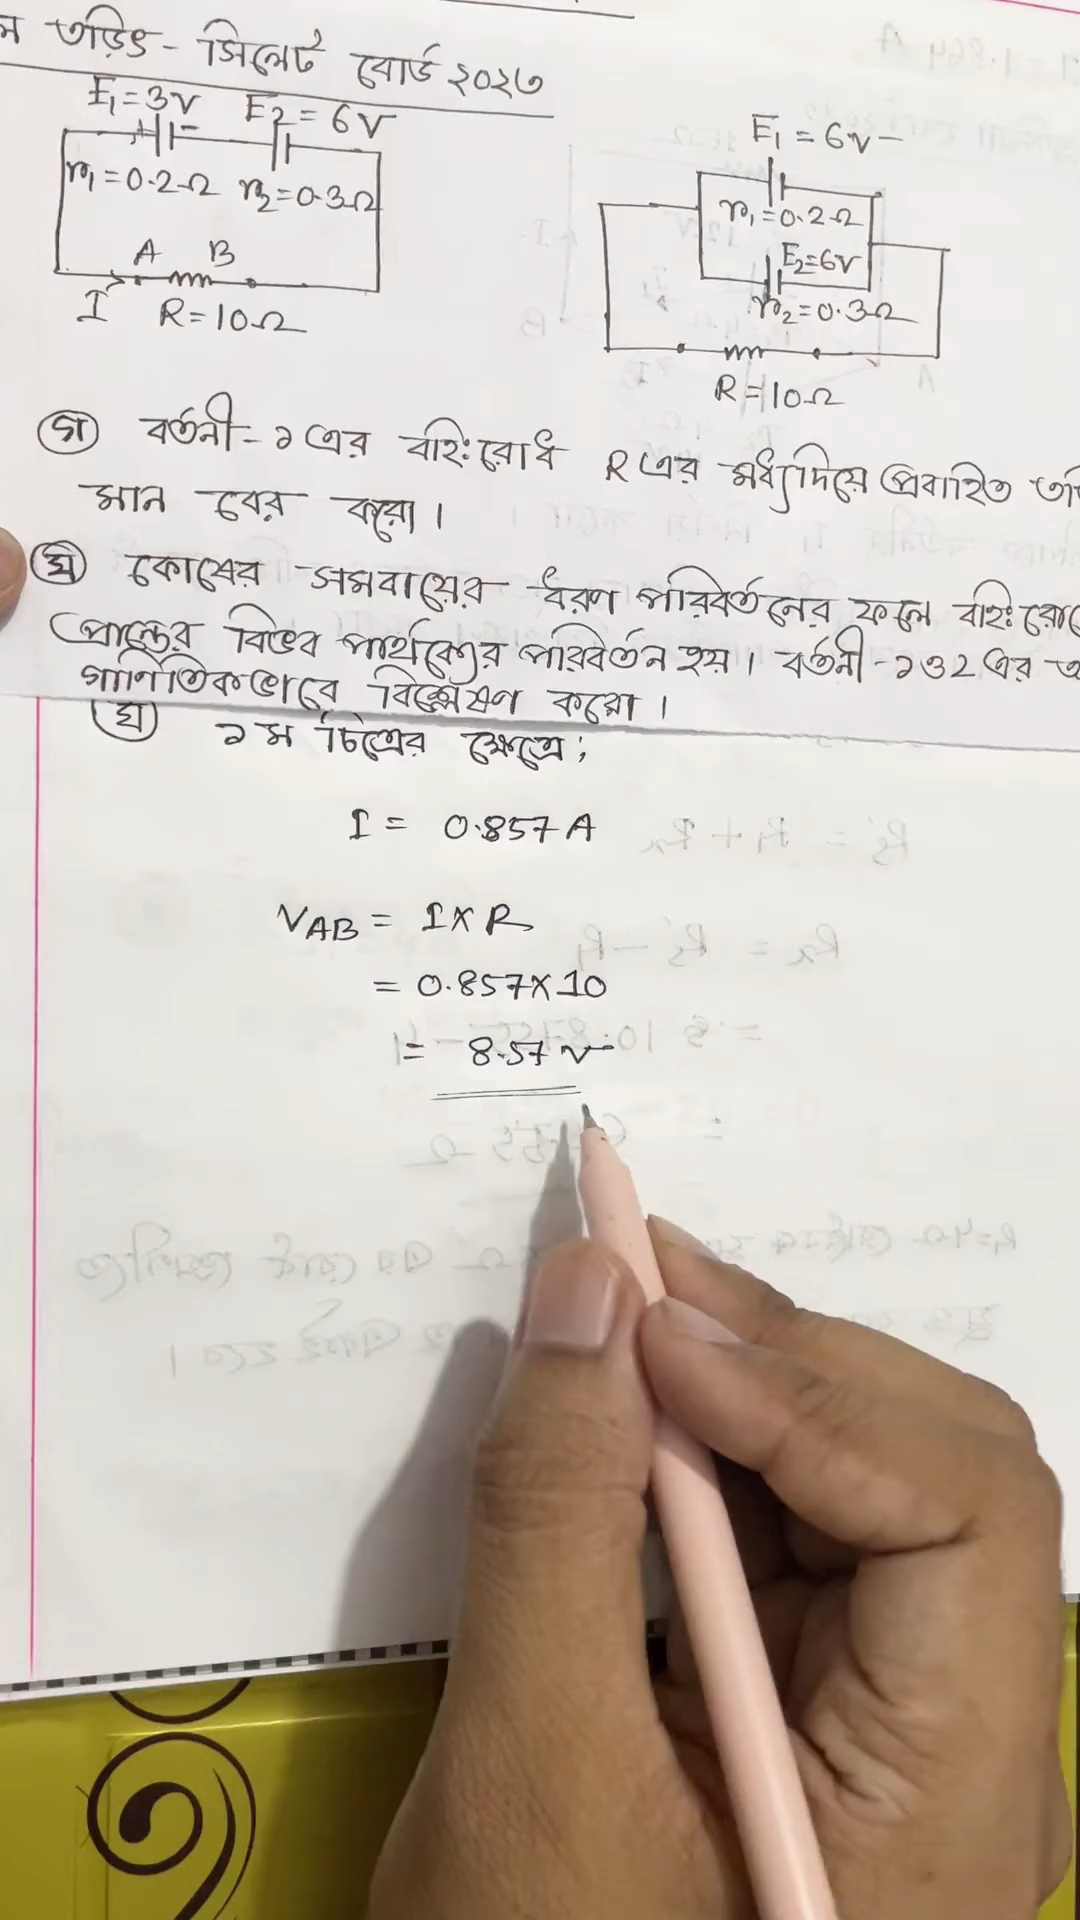 তড়িৎ - সিলেট বোর্ড ২০২৩
E₁=3V E₂=6V
r₁=0.2Ω r₂=0.3Ω
A B
I R=10Ω
E₁=6V
r₁=0.2Ω
E₂=6V
r₂=0.3Ω
R=10Ω
গ বর্তনী-১ এর বহিঃরোধ R এর মধ্যদিয়ে প্রবাহিত
মান বের করো।
ঘ কোষের সমবায়ের ধরণ পরিবর্তনের ফলে
প্রান্তের বিভব পার্থক্যের পরিবর্তন হয়। বর্তনী-১ও২ এর
গাণিতিকভাবে বিশ্লেষণ করো।
ঘ ১ম চিত্রের ক্ষেত্রে;
I = 0.857A
VAB = I×R
= 0.857×10
= 8.57V